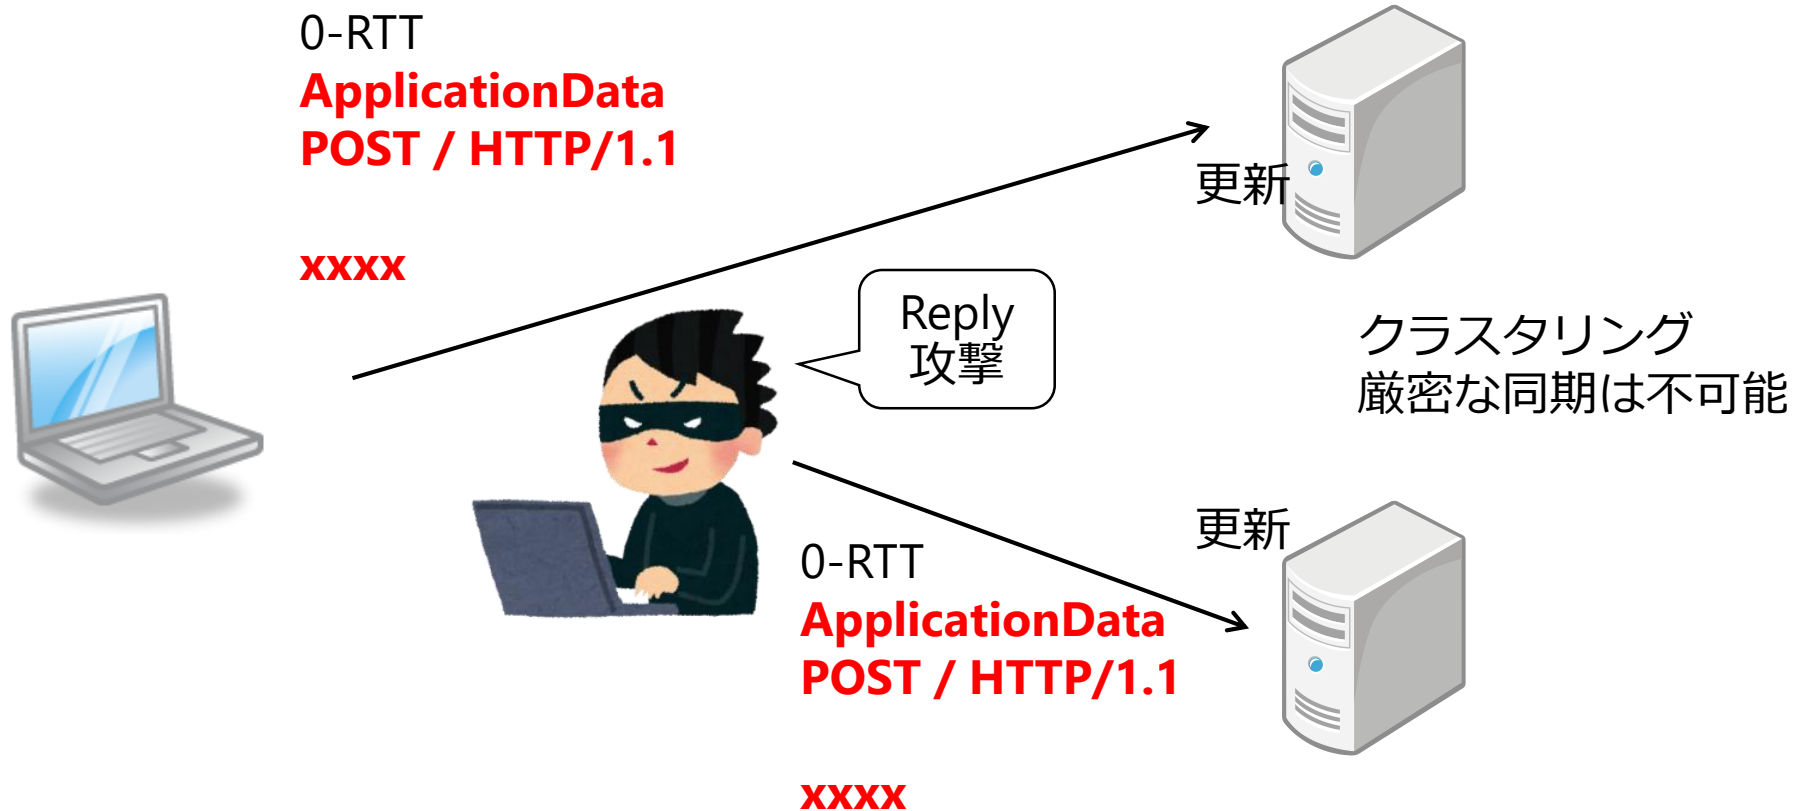 0-RTT
ApplicationData
POST / HTTP/1.1
xxxx
更新
Reply
攻撃
クラスタリング
厳密な同期は不可能
更新
0-RTT
ApplicationData
POST / HTTP/1.1
xxxx